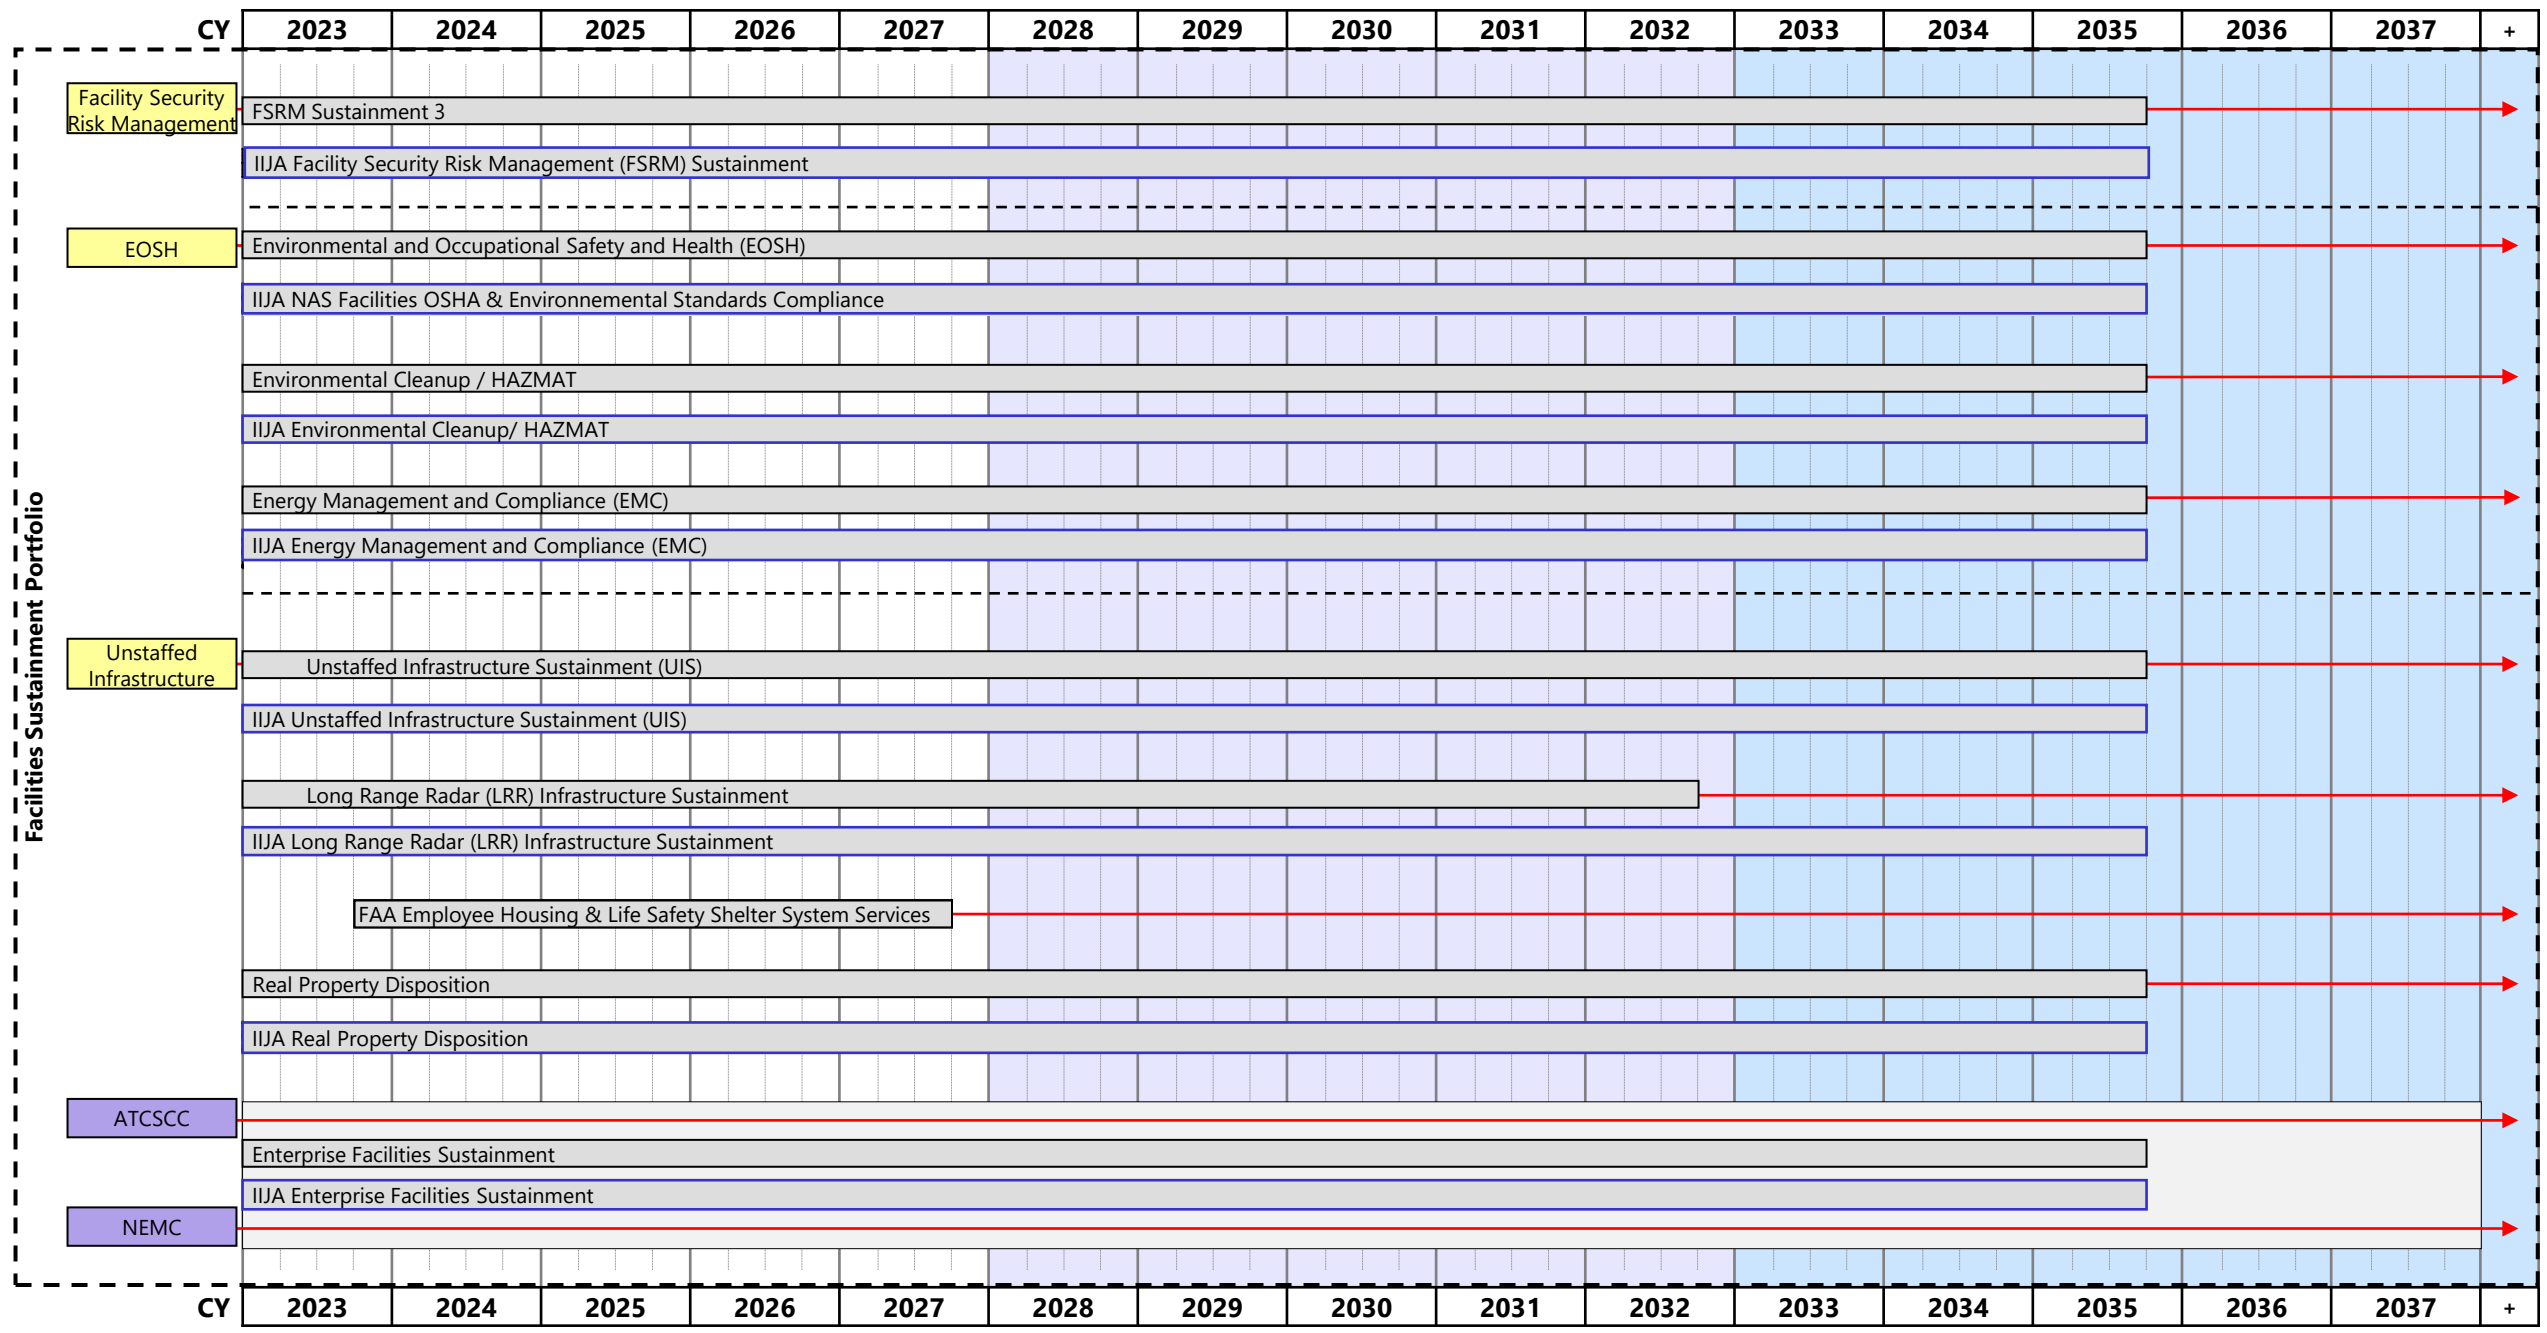 CY 2023 2024 2025 2026 2027 2028 2029 2030 2031 2032 2033 2034 2035 2036 2037 +
Facilities Sustainment Portfolio
Facility Security
Risk Management
FSRM Sustainment 3
IIJA Facility Security Risk Management (FSRM) Sustainment
EOSH
Environmental and Occupational Safety and Health (EOSH)
IIJA NAS Facilities OSHA & Environnemental Standards Compliance
Environmental Cleanup / HAZMAT
IIJA Environmental Cleanup/ HAZMAT
Energy Management and Compliance (EMC)
IIJA Energy Management and Compliance (EMC)
Unstaffed
Infrastructure
Unstaffed Infrastructure Sustainment (UIS)
IIJA Unstaffed Infrastructure Sustainment (UIS)
Long Range Radar (LRR) Infrastructure Sustainment
IIJA Long Range Radar (LRR) Infrastructure Sustainment
FAA Employee Housing & Life Safety Shelter System Services
Real Property Disposition
IIJA Real Property Disposition
ATCSCC
Enterprise Facilities Sustainment
IIJA Enterprise Facilities Sustainment
NEMC
CY 2023 2024 2025 2026 2027 2028 2029 2030 2031 2032 2033 2034 2035 2036 2037 +